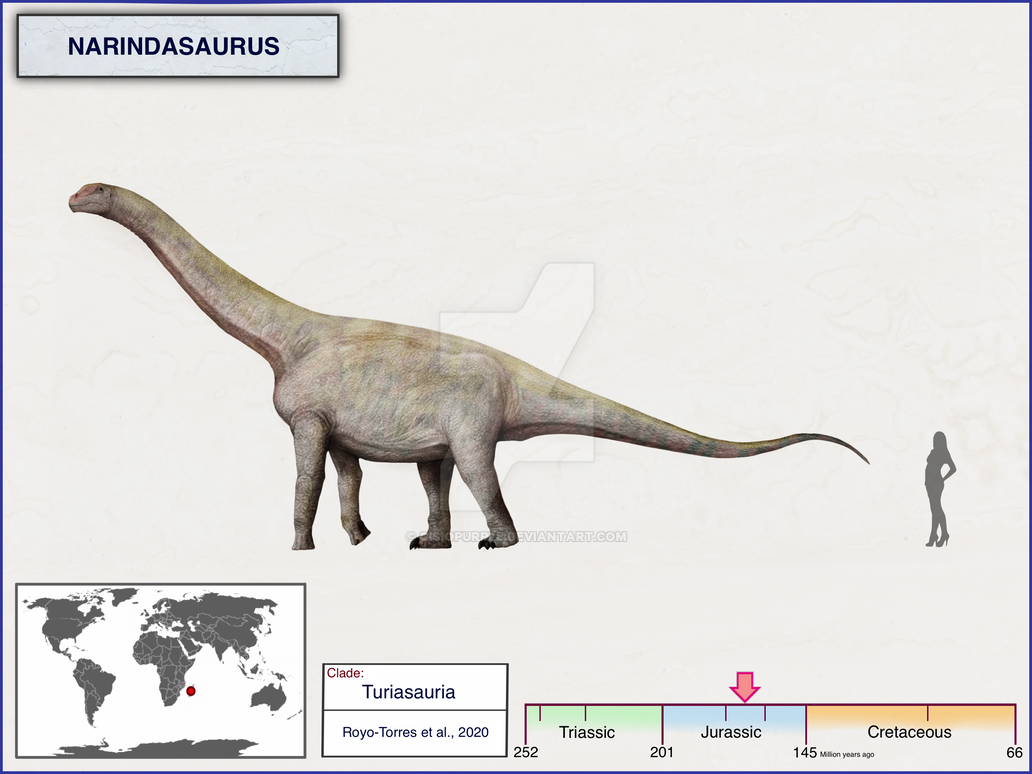 NARINDASAURUS
Clade:
Turiasauria
Royo-Torres et al., 2020
Triassic Jurassic Cretaceous
252 201 145 Million years ago 66